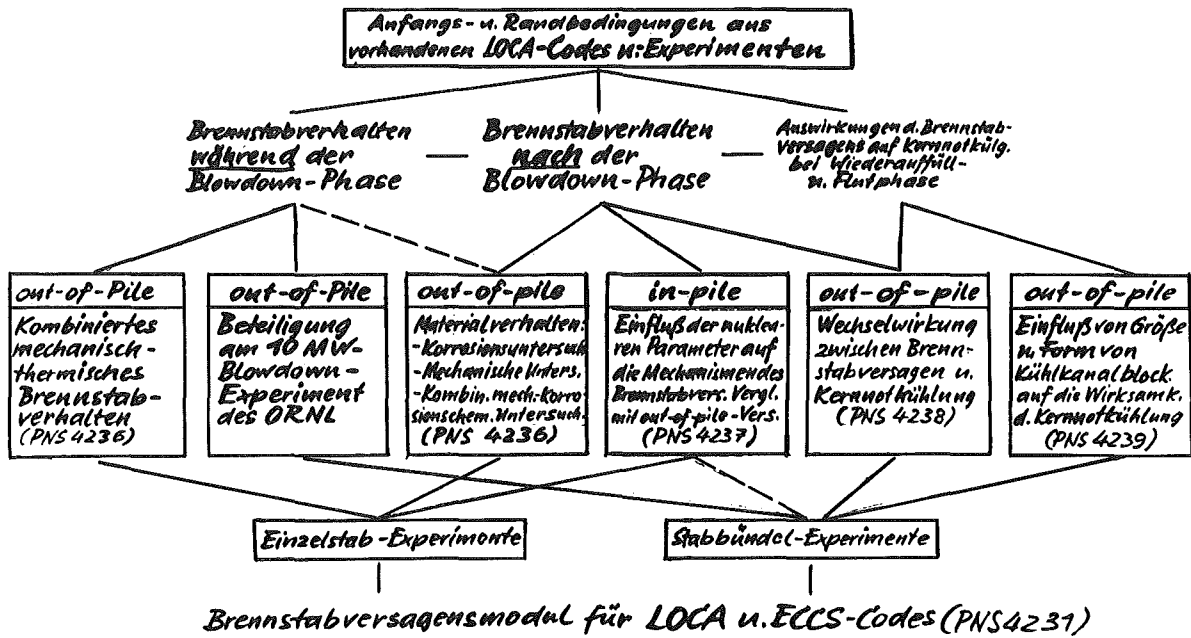 Anfangs- u. Randbedingungen aus
vorhandenen LOCA-Codes u. Experimenten
Brennstabverhalten
während der
Blowdown-Phase
Brennstabverhalten
nach der
Blowdown-Phase
Auswirkungen d. Brennstab-
versagens auf Kernnotkülg.
bei Wiederauffüll-
u. Flutphase
out-of-Pile
Kombiniertes
mechanisch-
thermisches
Brennstab-
verhalten
(PNS 4236)
out-of-Pile
Beteiligung
am 10 MW-
Blowdown-
Experiment
des ORNL
out-of-pile
Materialverhalten:
-Korrosionsuntersuch.
-Mechanische Unters.
-Kombin. mech-korro
sionschem. Untersuch.
(PNS 4236)
in-pile
Einfluß der nuklea-
ren Parameter auf
die Mechanismen des
Brennstabvers. Vergl.
mit out-of-pile-Vers.
(PNS 4237)
out-of-pile
Wechselwirkung
zwischen Brenn-
stabversagen u.
Kernnotkühlung
(PNS 4238)
out-of-pile
Einfluß von Größe
u. Form von
Kühlkanalblock.
auf die Wirksamk.
d. Kernnotkühlung
(PNS 4239)
Einzelstab-Experimente
Stabbündel-Experimente
Brennstabversagensmodul für LOCA u. ECCS-Codes (PNS 4231)